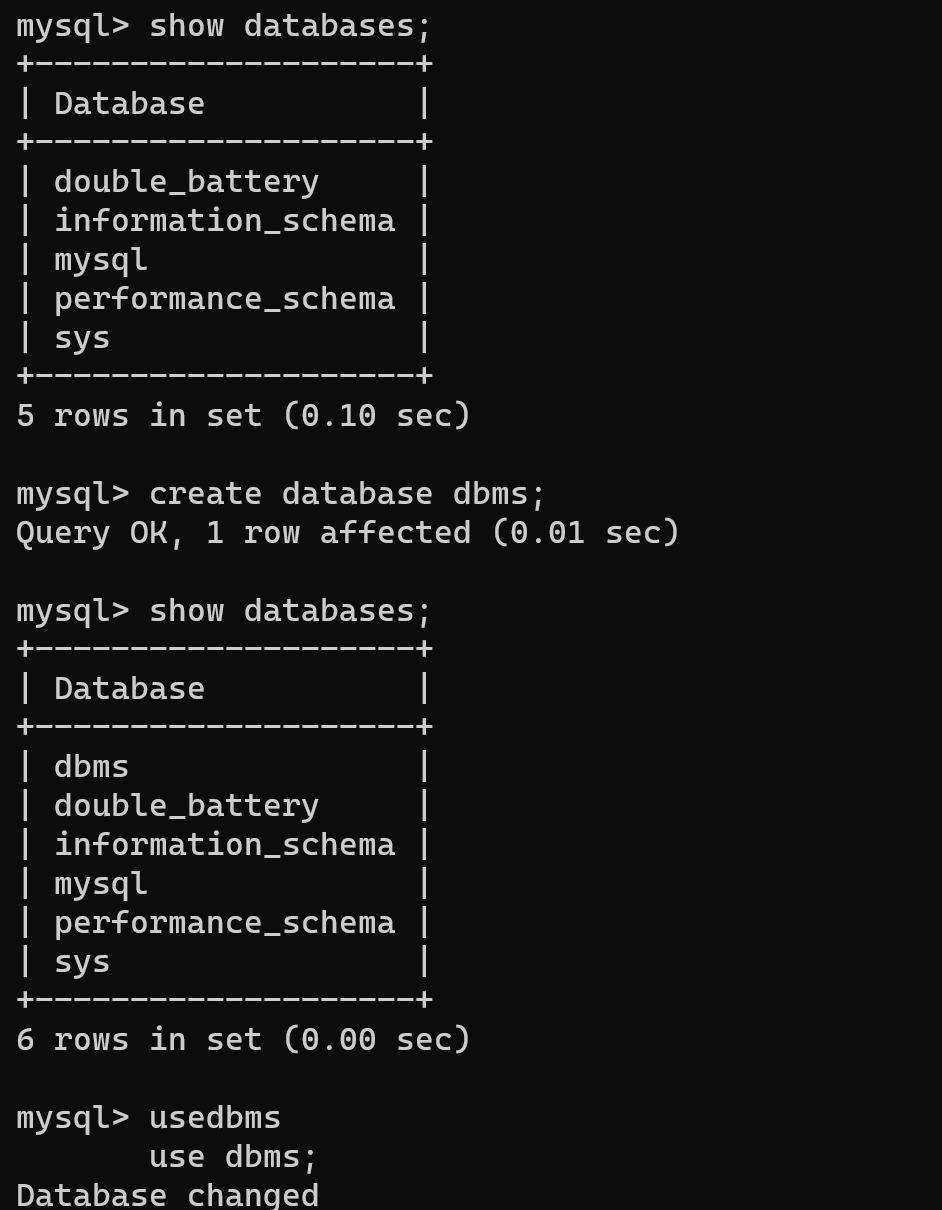 mysql> show databases;
+--------------------+
| Database           |
+--------------------+
| double_battery     |
| information_schema |
| mysql              |
| performance_schema |
| sys                |
+--------------------+
5 rows in set (0.10 sec)

mysql> create database dbms;
Query OK, 1 row affected (0.01 sec)

mysql> show databases;
+--------------------+
| Database           |
+--------------------+
| dbms               |
| double_battery     |
| information_schema |
| mysql              |
| performance_schema |
| sys                |
+--------------------+
6 rows in set (0.00 sec)

mysql> usedbms
       use dbms;
Database changed